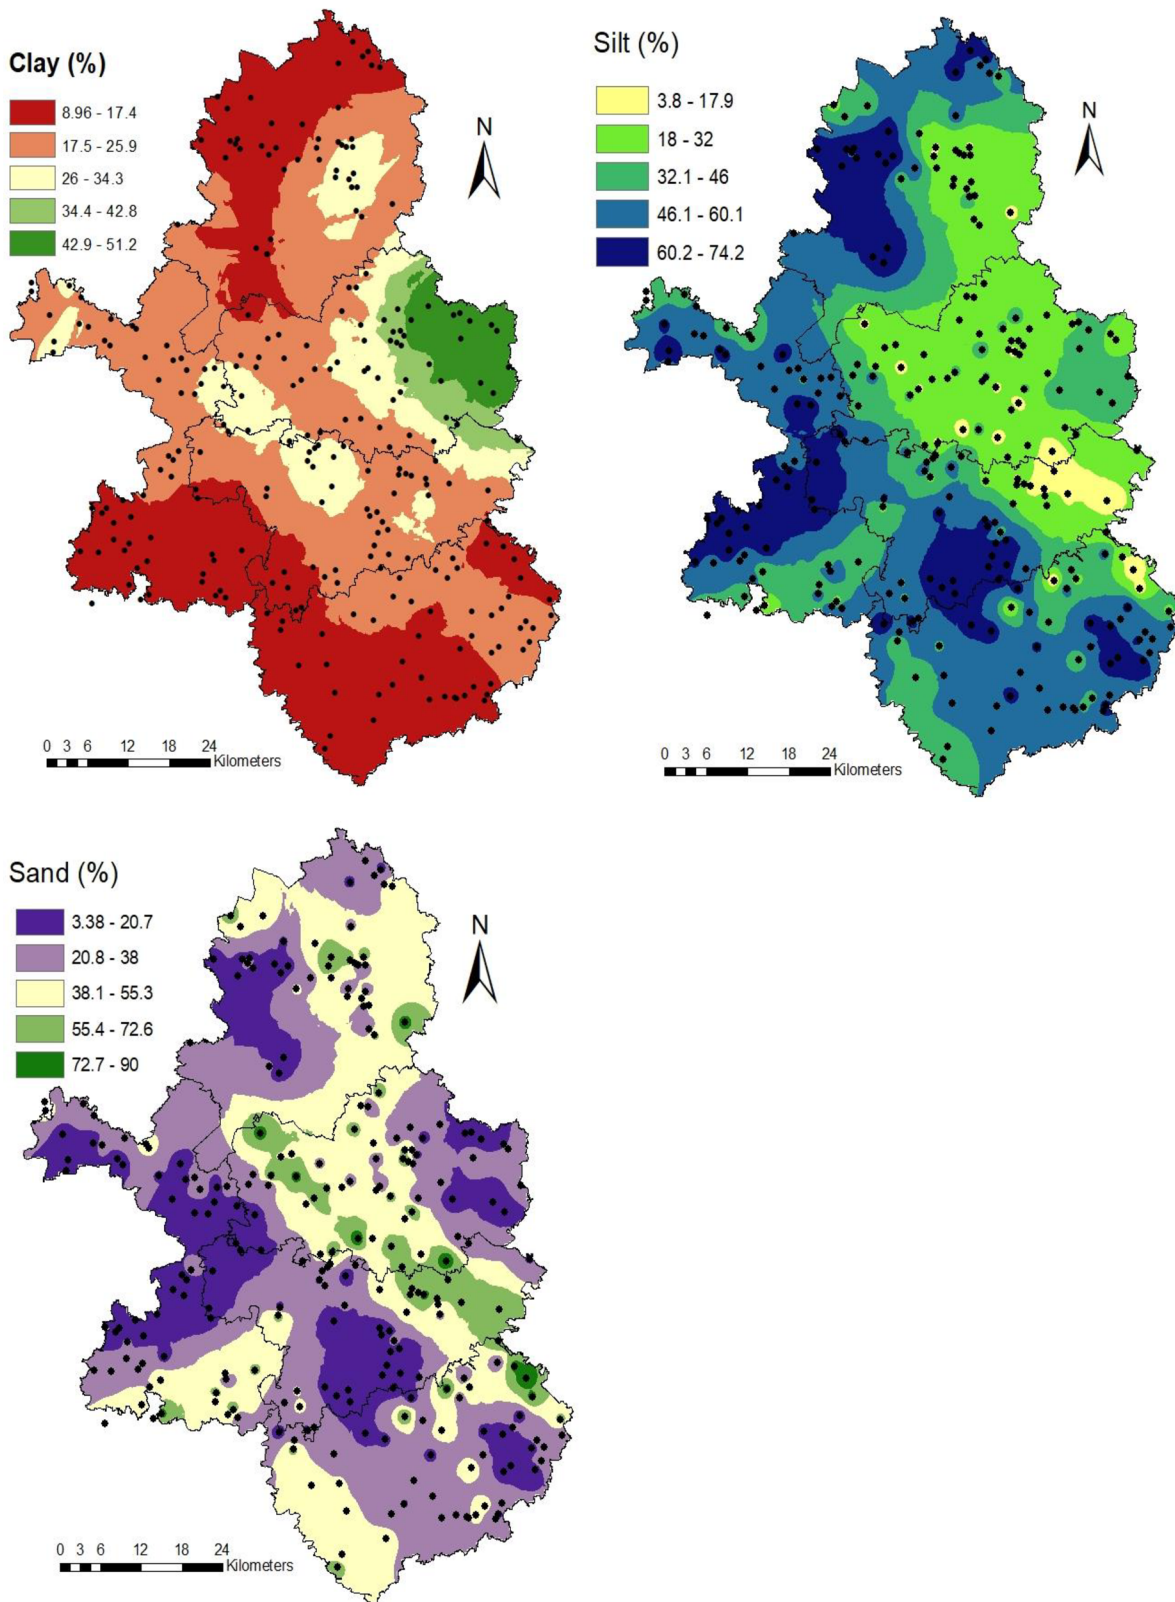 Clay (%)
8.96 - 17.4
17.5 - 25.9
26 - 34.3
34.4 - 42.8
42.9 - 51.2
N
0 3 6 12 18 24
Kilometers
Silt (%)
3.8 - 17.9
18 - 32
32.1 - 46
46.1 - 60.1
60.2 - 74.2
N
0 3 6 12 18 24
Kilometers
Sand (%)
3.38 - 20.7
20.8 - 38
38.1 - 55.3
55.4 - 72.6
72.7 - 90
N
0 3 6 12 18 24
Kilometers